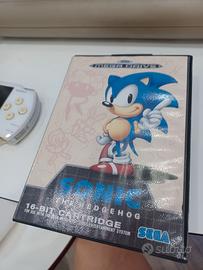 MEGA DRIVE
SONIC
THE HEDGEHOG
16-BIT CARTRIDGE
SEGA
Subito